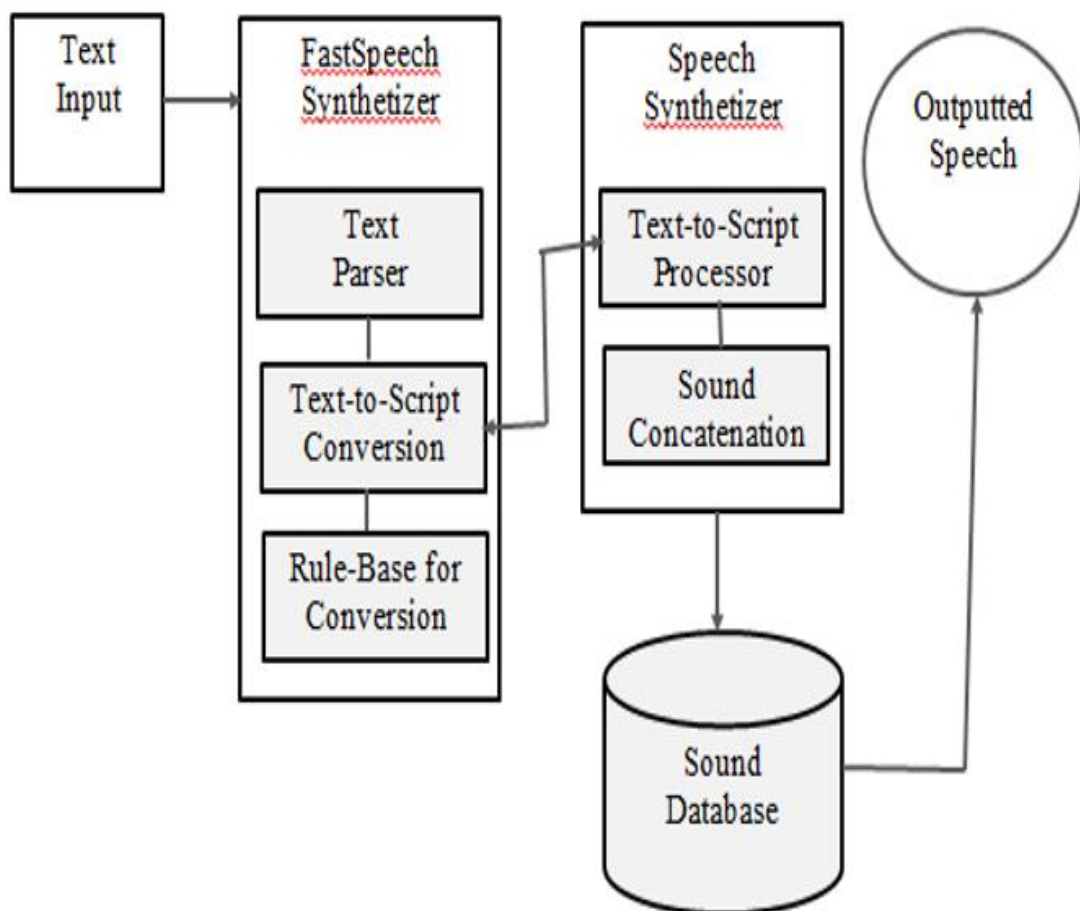 Text
Input
FastSpeech
Synthetizer
Text
Parser
Text-to-Script
Conversion
Rule-Base for
Conversion
Speech
Synthetizer
Text-to-Script
Processor
Sound
Concatenation
Sound
Database
Outputted
Speech